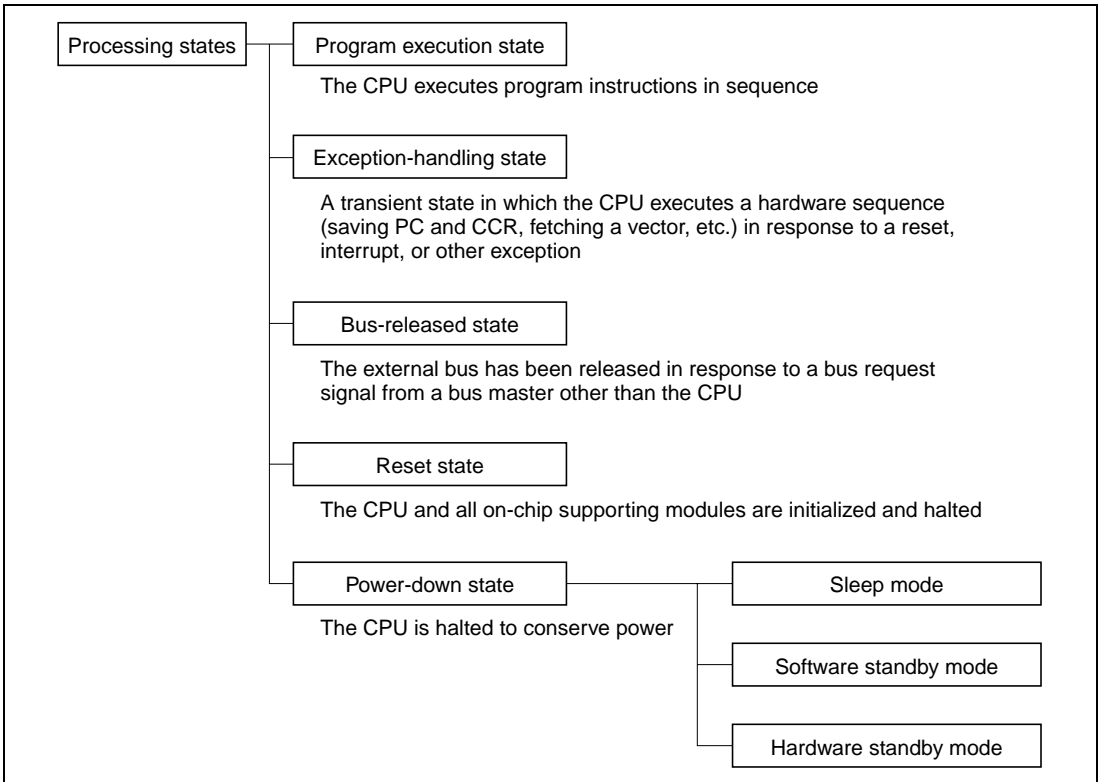 Processing states
Program execution state
The CPU executes program instructions in sequence
Exception-handling state
A transient state in which the CPU executes a hardware sequence
(saving PC and CCR, fetching a vector, etc.) in response to a reset,
interrupt, or other exception
Bus-released state
The external bus has been released in response to a bus request
signal from a bus master other than the CPU
Reset state
The CPU and all on-chip supporting modules are initialized and halted
Power-down state
Sleep mode
The CPU is halted to conserve power
Software standby mode
Hardware standby mode